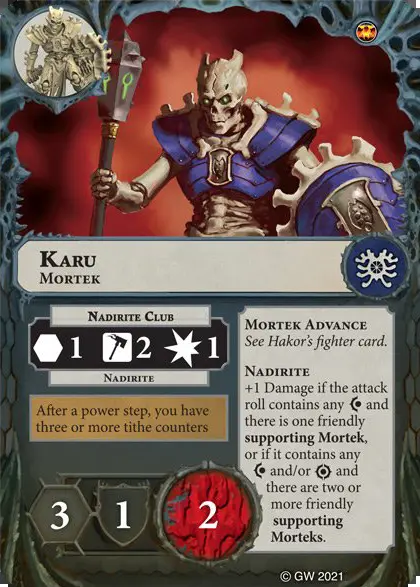 Karu
Mortek
Nadirite Club
1 2 1
Nadirite
After a power step, you have
three or more tithe counters
3 1 2
Mortek Advance
See Hakor's fighter card.
Nadirite
+1 Damage if the attack
roll contains any and
there is one friendly
supporting Mortek,
or if it contains any
and/or and
there are two or
more friendly
supporting
Morteks.
© GW 2021